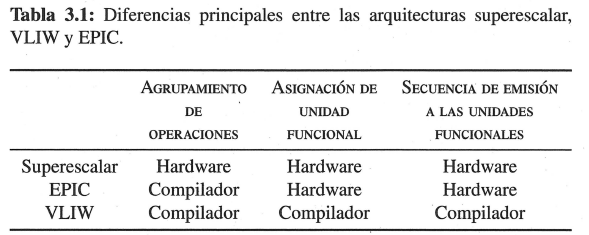 Tabla 3.1: Diferencias principales entre las arquitecturas superescalar,
VLIW y EPIC.
AGRUPAMIENTO DE OPERACIONES ASIGNACIÓN DE UNIDAD FUNCIONAL SECUENCIA DE EMISIÓN A LAS UNIDADES FUNCIONALES
Superescalar Hardware Hardware Hardware
EPIC Compilador Hardware Hardware
VLIW Compilador Compilador Compilador